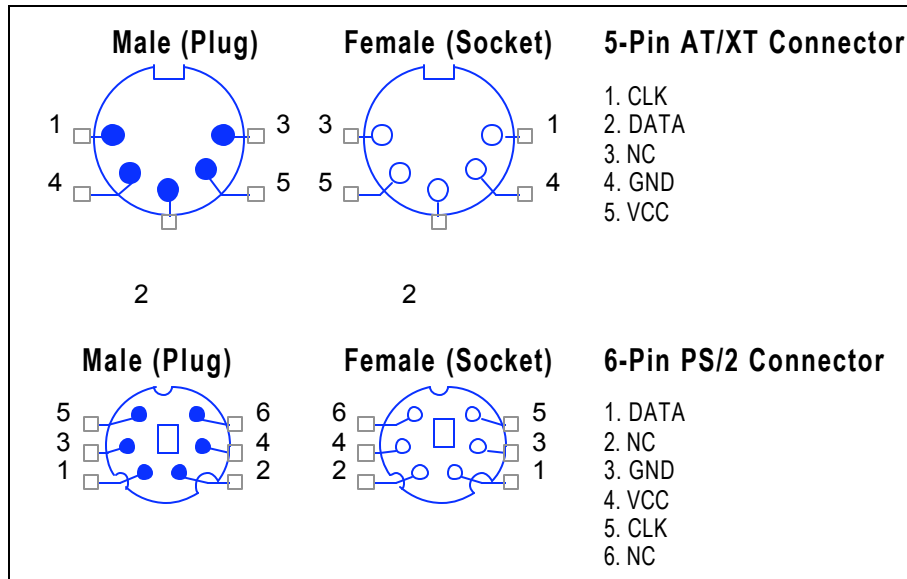 Male (Plug) Female (Socket) 5-Pin AT/XT Connector
1 3 3 1
4 5 5 4
2 2
1. CLK
2. DATA
3. NC
4. GND
5. VCC
Male (Plug) Female (Socket) 6-Pin PS/2 Connector
5 6 6 5
3 4 4 3
1 2 2 1
1. DATA
2. NC
3. GND
4. VCC
5. CLK
6. NC